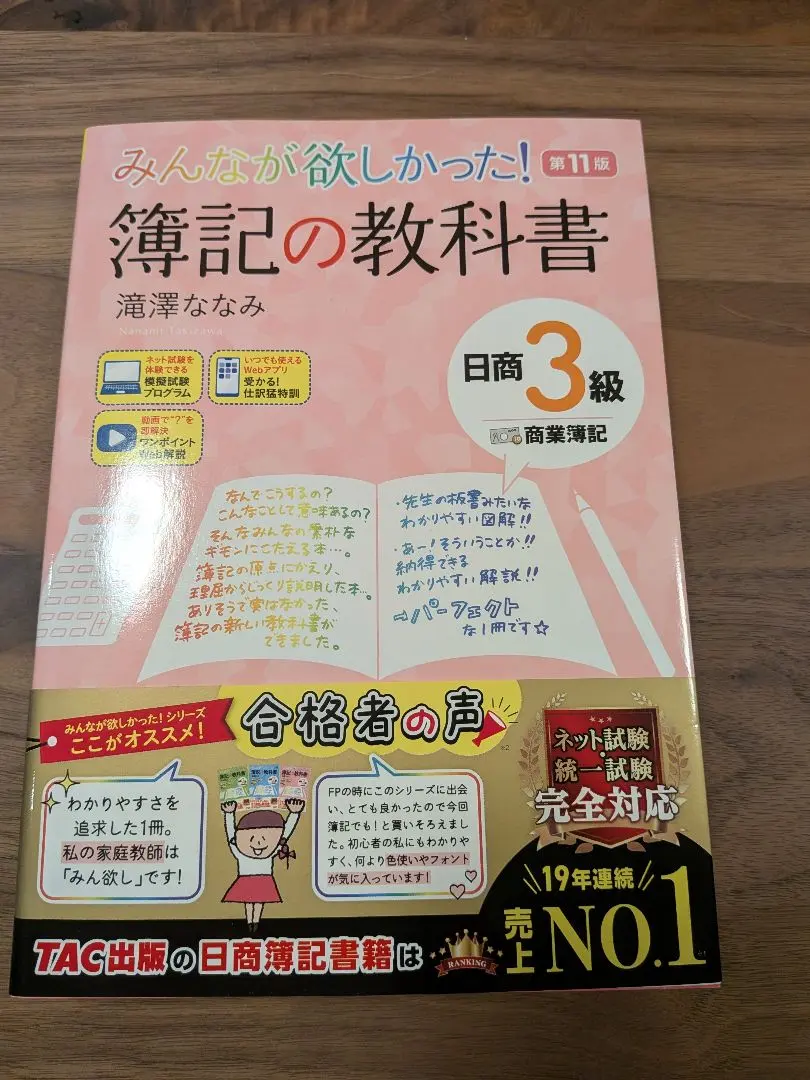 みんなが欲しかった!
第11版
簿記の教科書
滝澤ななみ
Nanami Takizawa
日商3級
商業簿記
ネット試験を
体験できる
模擬試験
プログラム
いつでも使える
Webアプリ
受かる!
仕訳猛特訓
動画で"?"を
即解決
ワンポイント
Web解説
なんでこうするの?
こんなことして意味あるの?
そんなみんなの素朴な
ギモンにこたえる本…。
簿記の原点にかえり、
理屈からじっくり説明した本…。
ありそうで実はなかった、
簿記の新しい教科書が
できました。
・先生の板書みたいな
わかりやすい図解!!
・あー!そういうことか!!
納得できる
わかりやすい解説!!
→パーフェクト
な1冊です☆
みんなが欲しかった!シリーズ
ここがオススメ!
合格者の声
※2
わかりやすさを
追求した1冊。
私の家庭教師は
「みん欲し」です!
簿記の教科書
簿記の教科書
FPの時にこのシリーズに出会
い、とても良かったので今回
簿記でも!と買いそろえまし
た。初心者の私にもわかりや
すく、何より色使いやフォント
が気に入っています!
ネット試験・
統一試験
完全対応
TAC出版の日商簿記書籍は
RANKING
19年連続
売上NO.1